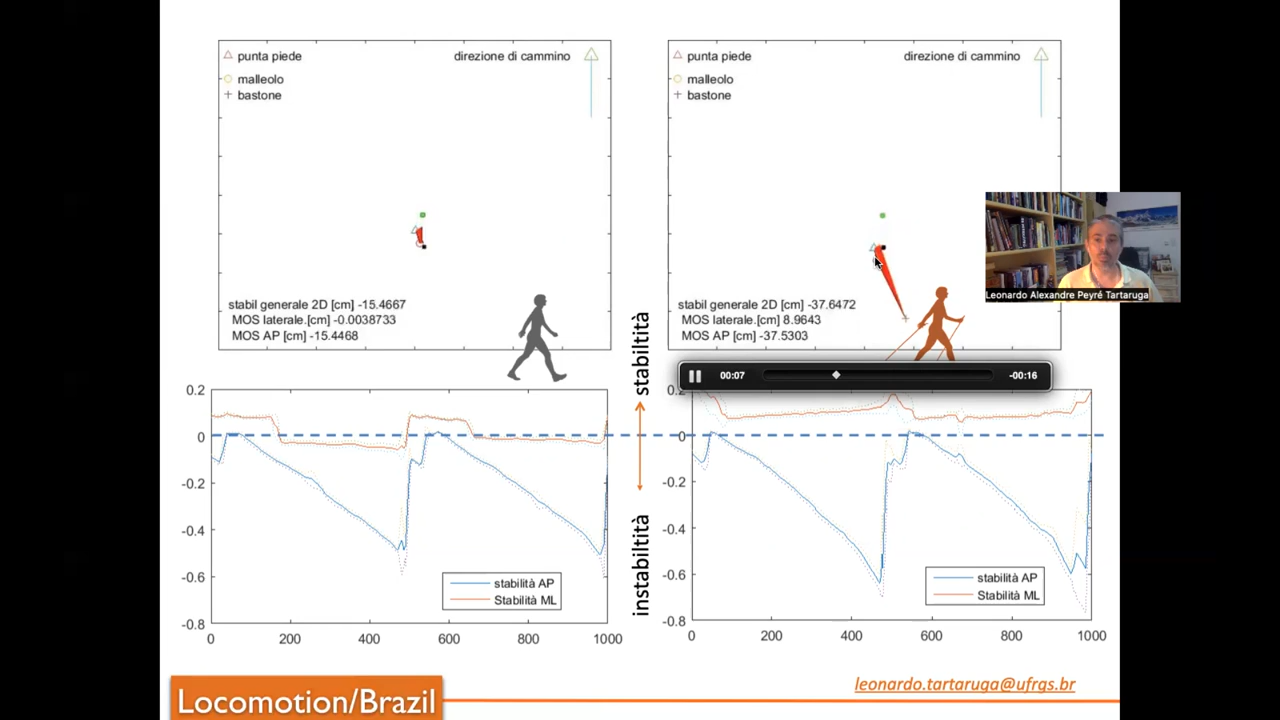 punta piede
direzione di cammino
malleolo
bastone
stabil generale 2D [cm] -15.4667
MOS laterale.[cm] -0.0038733
MOS AP [cm] -15.4468
punta piede
direzione di cammino
malleolo
bastone
stabil generale 2D [cm] -37.6472
MOS laterale.[cm] 8.9643
MOS AP [cm] -37.5303
Leonardo Alexandre Peyré Tartaruga
00:07
-00:16
stabiltità
instabiltità
0.2
0
-0.2
-0.4
-0.6
-0.8
0
200
400
600
800
1000
stabilità AP
Stabilità ML
0
-0.2
-0.4
-0.6
-0.8
0
200
400
600
800
1000
stabilità AP
Stabilità ML
leonardo.tartaruga@ufrgs.br
Locomotion/Brazil